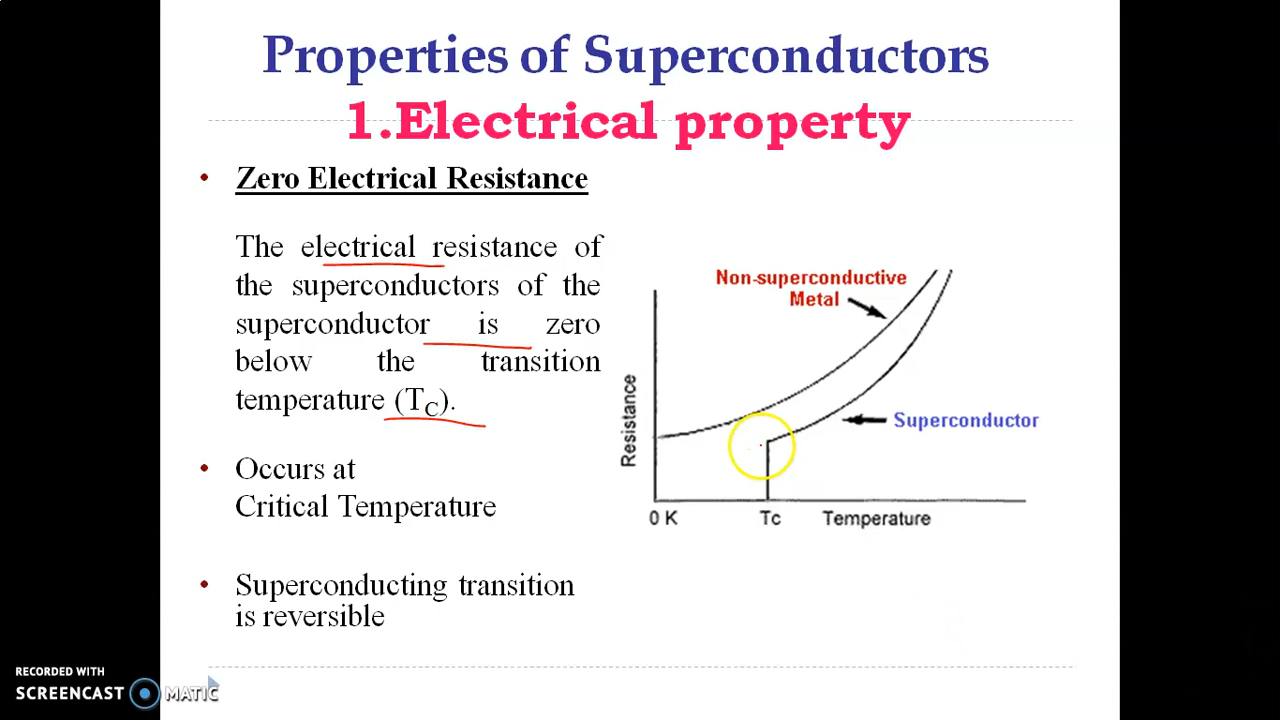 Properties of Superconductors
1.Electrical property
• Zero Electrical Resistance
The electrical resistance of
the superconductors of the
superconductor is zero
below the transition
temperature (TC).
• Occurs at
Critical Temperature
• Superconducting transition
is reversible
Non-superconductive
Metal
Superconductor
Resistance
0 K
Tc
Temperature
RECORDED WITH
SCREENCAST MATIC